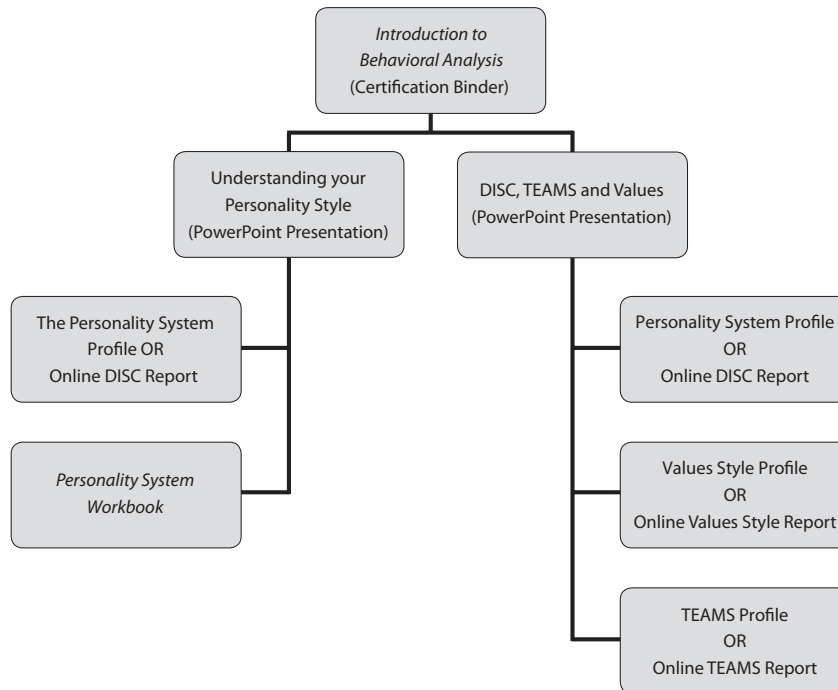 Introduction to
Behavioral Analysis
(Certification Binder)
Understanding your
Personality Style
(PowerPoint Presentation)
DISC, TEAMS and Values
(PowerPoint Presentation)
The Personality System
Profile OR
Online DISC Report
Personality System Profile
OR
Online DISC Report
Personality System
Workbook
Values Style Profile
OR
Online Values Style Report
TEAMS Profile
OR
Online TEAMS Report